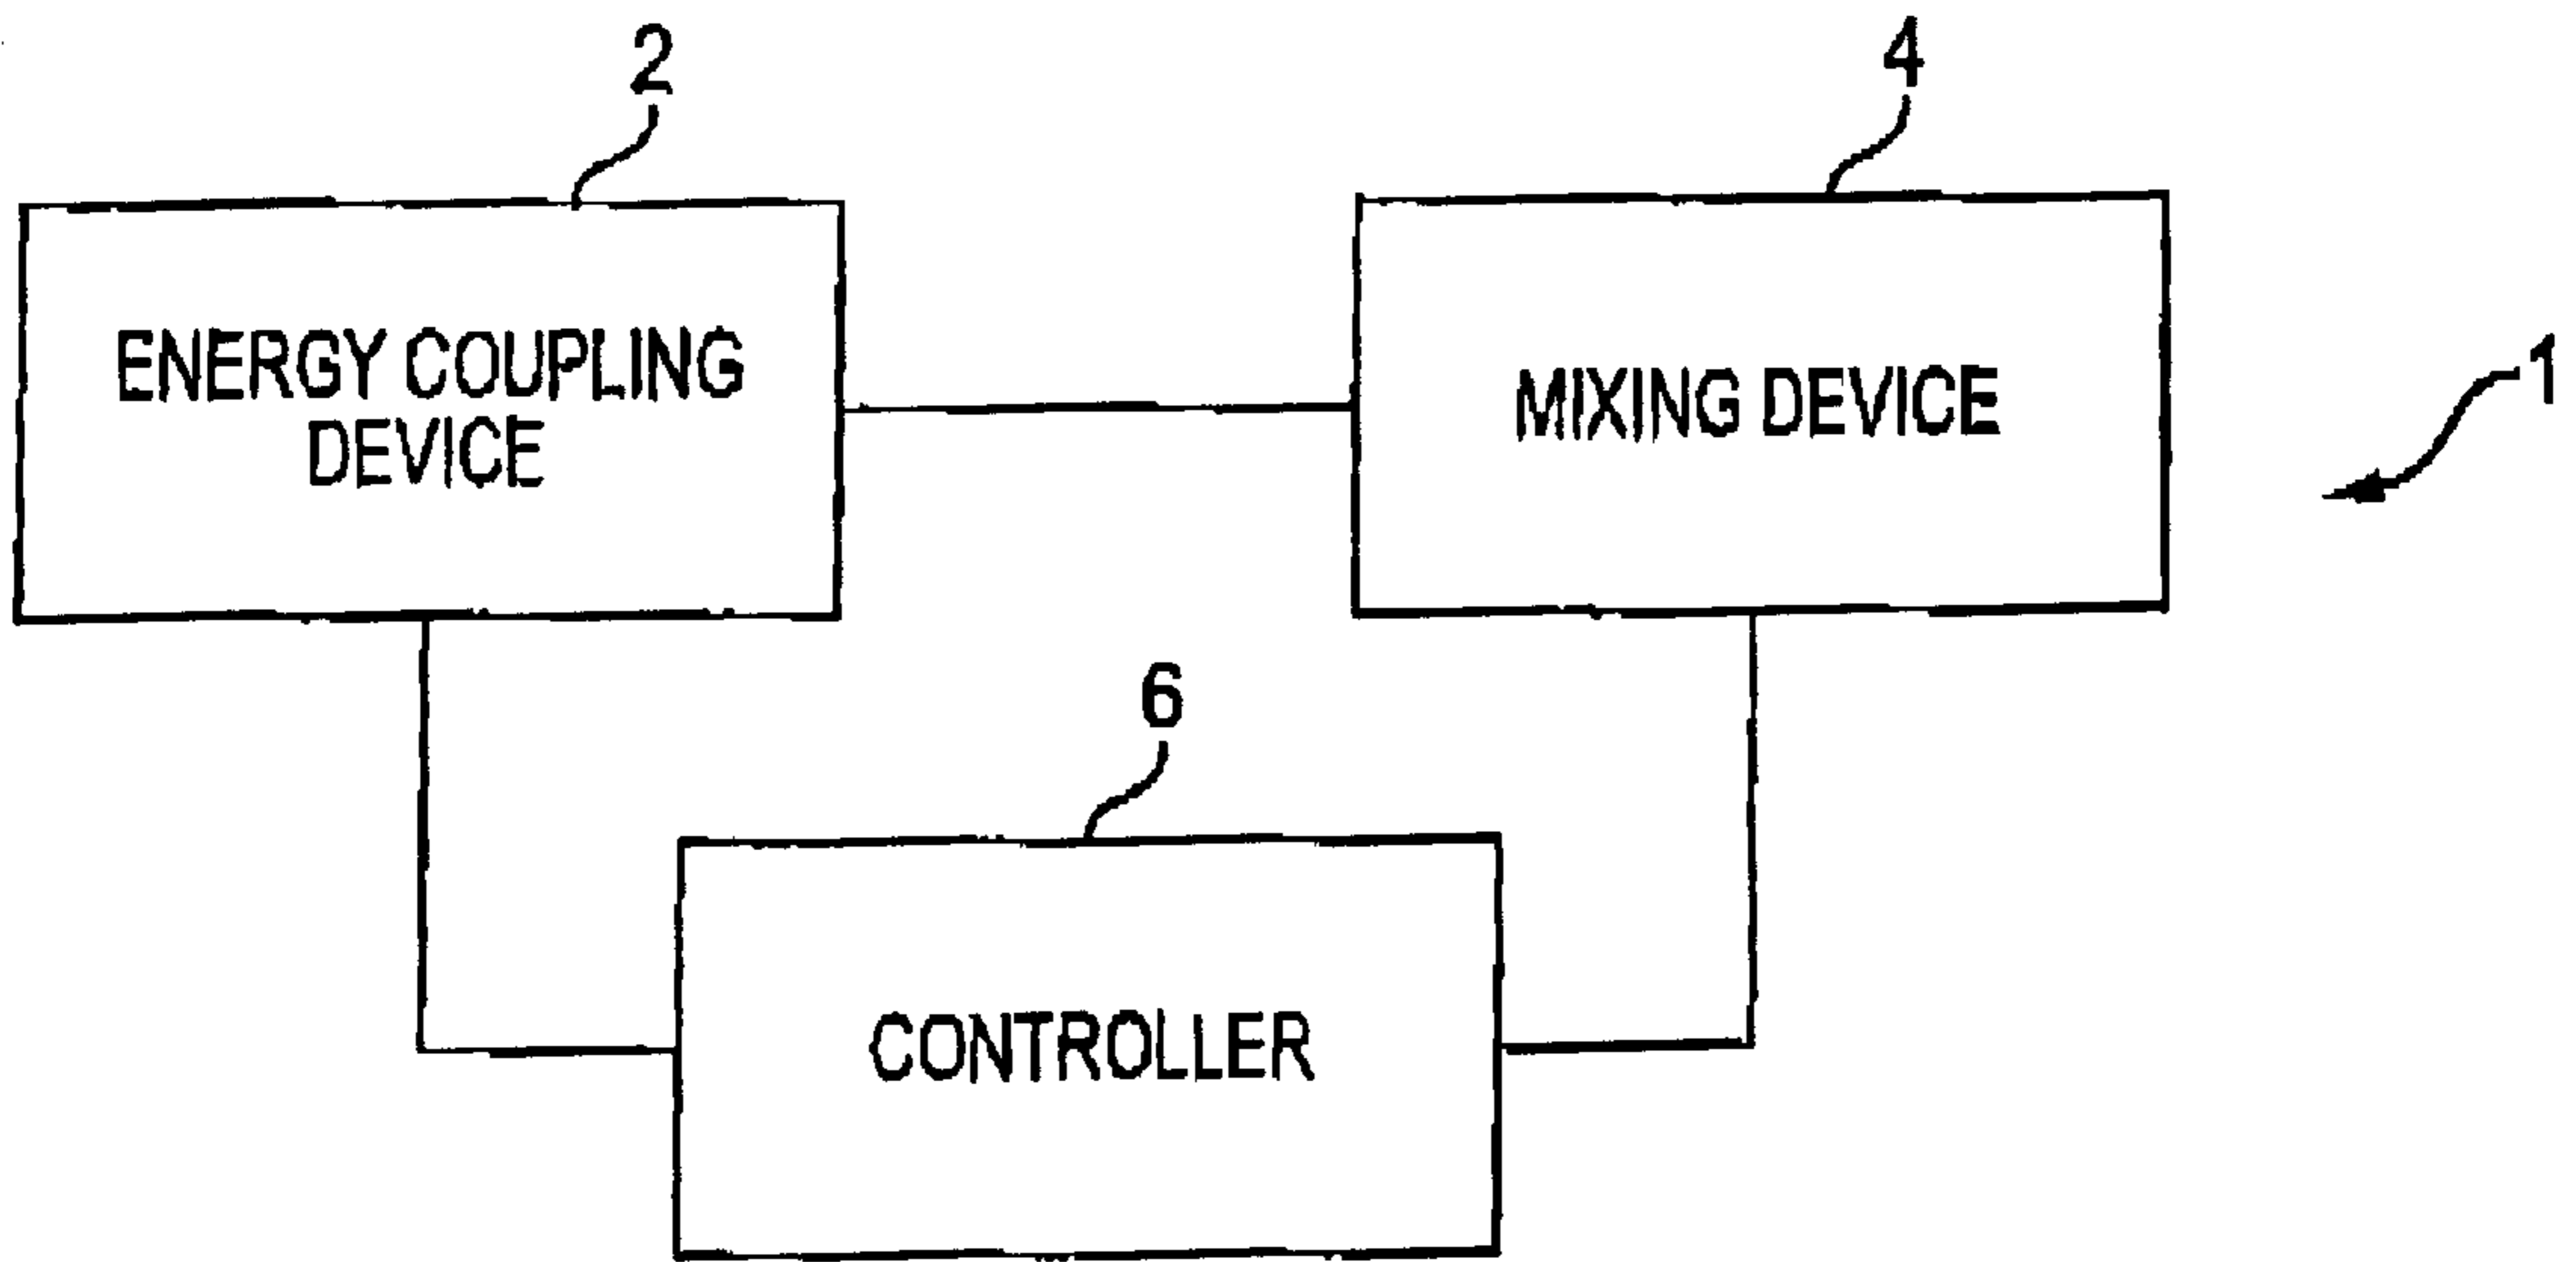 2
4
ENERGY COUPLING
DEVICE
MIXING DEVICE
1
6
CONTROLLER